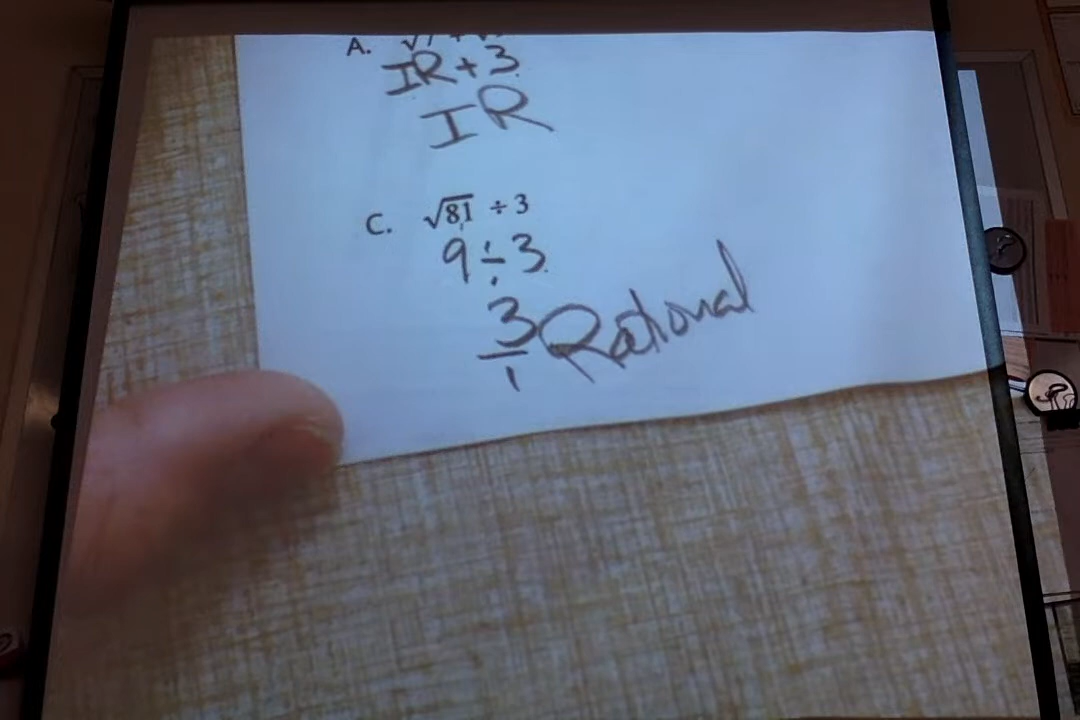 A.
IR + 3
IR
C. √81 ÷ 3
9 ÷ 3
3
1 Rational